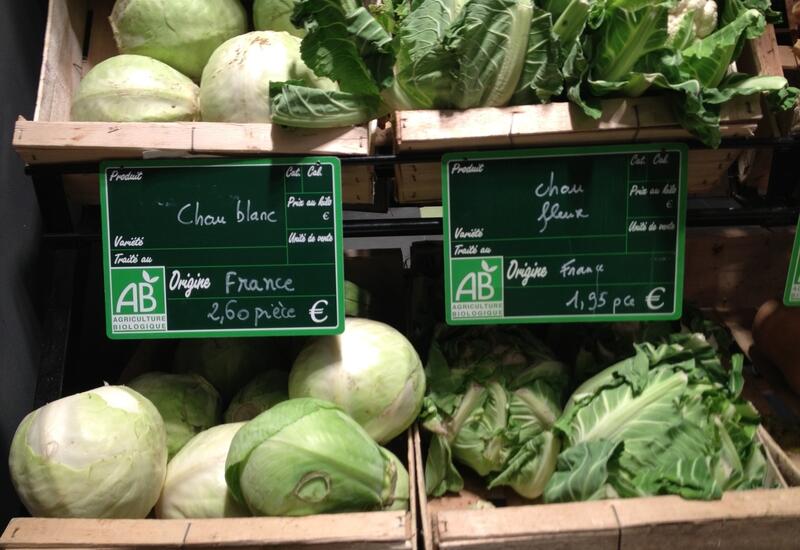 Produit
Cat. Cal.
Chou blanc
Prix au kilo
€
Variété
Unité de vente
Traité au
AB
AGRICULTURE
BIOLOGIQUE
Origine France
2,60 pièce €
Produit
Cat. Cal.
chou
fleur
Prix au kilo
€
Variété
Unité de vente
Traité au
AB
AGRICULTURE
BIOLOGIQUE
Origine France
1,95 pce €